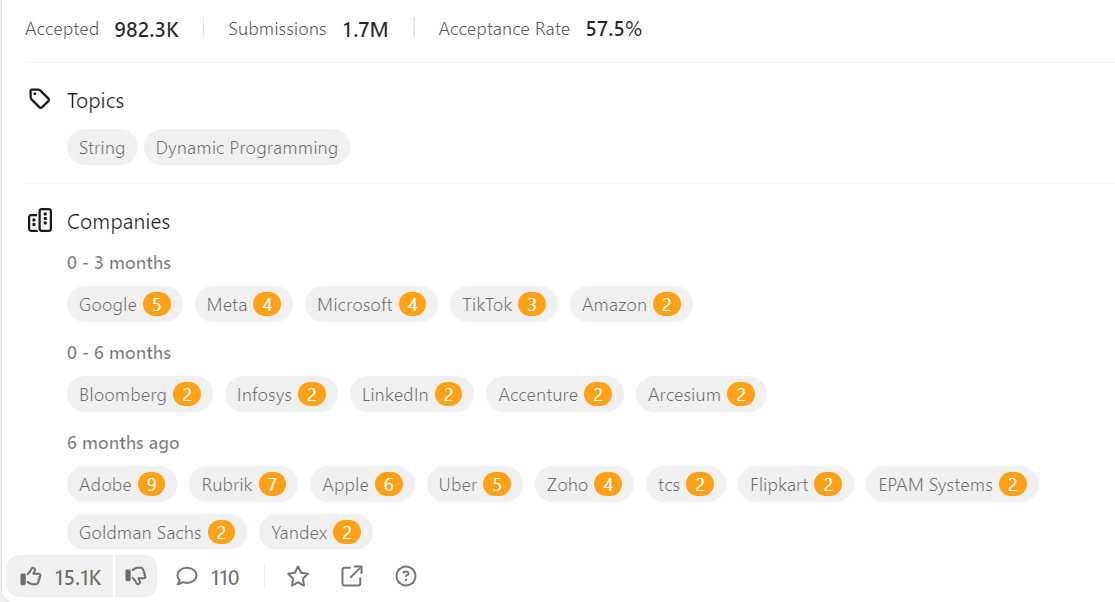 Accepted 982.3K Submissions 1.7M Acceptance Rate 57.5%
Topics
String Dynamic Programming
Companies
0 - 3 months
Google 5 Meta 4 Microsoft 4 TikTok 3 Amazon 2
0 - 6 months
Bloomberg 2 Infosys 2 LinkedIn 2 Accenture 2 Arcesium 2
6 months ago
Adobe 9 Rubrik 7 Apple 6 Uber 5 Zoho 4 tcs 2 Flipkart 2 EPAM Systems 2
Goldman Sachs 2 Yandex 2
15.1K 110 ?